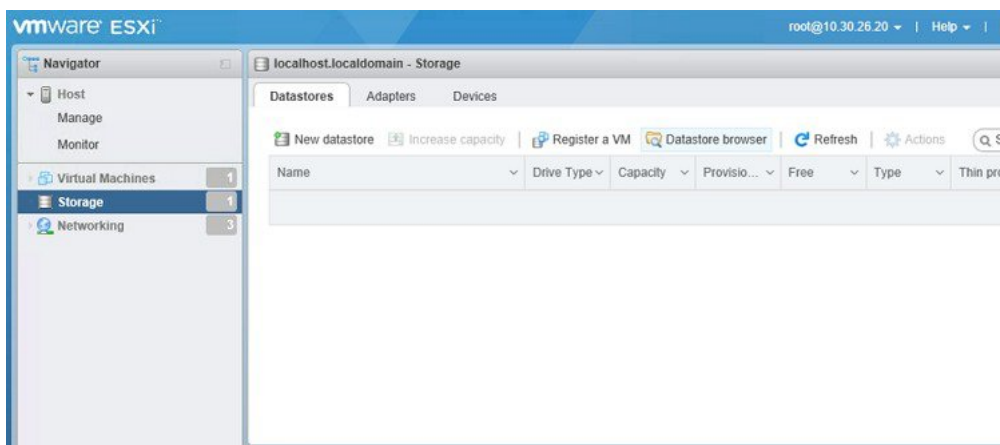 vmware ESXi
root@10.30.26.20 | Help |
Navigator
Host
Manage
Monitor
Virtual Machines 1
Storage 1
Networking 3
localhost.localdomain - Storage
Datastores Adapters Devices
New datastore Increase capacity | Register a VM Datastore browser | Refresh | Actions
Name Drive Type Capacity Provisio... Free Type Thin pro